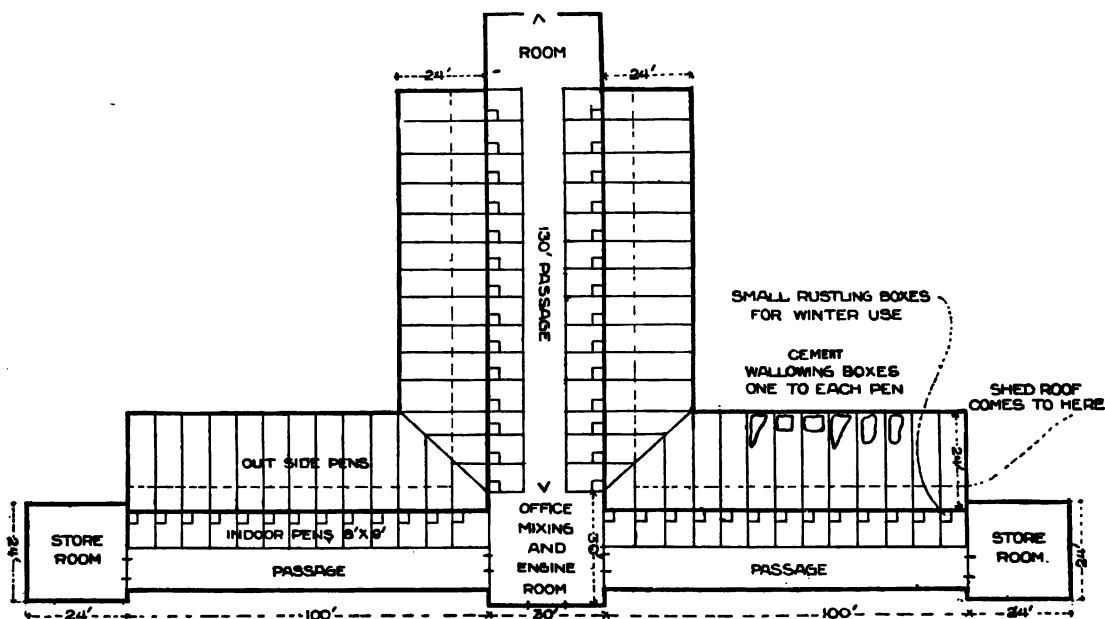 ROOM
24'
24'
130' PASSAGE
SMALL RUSTLING BOXES
FOR WINTER USE
CEMENT
WALLOWING BOXES
ONE TO EACH PEN
SHED ROOF
COMES TO HERE
OUT SIDE PENS
24'
OFFICE
MIXING
AND
ENGINE
ROOM
30'
INDOOR PENS 8'X9'
STORE
ROOM
24'
PASSAGE
PASSAGE
STORE
ROOM.
24'
24'
100'
30'
100'
24'